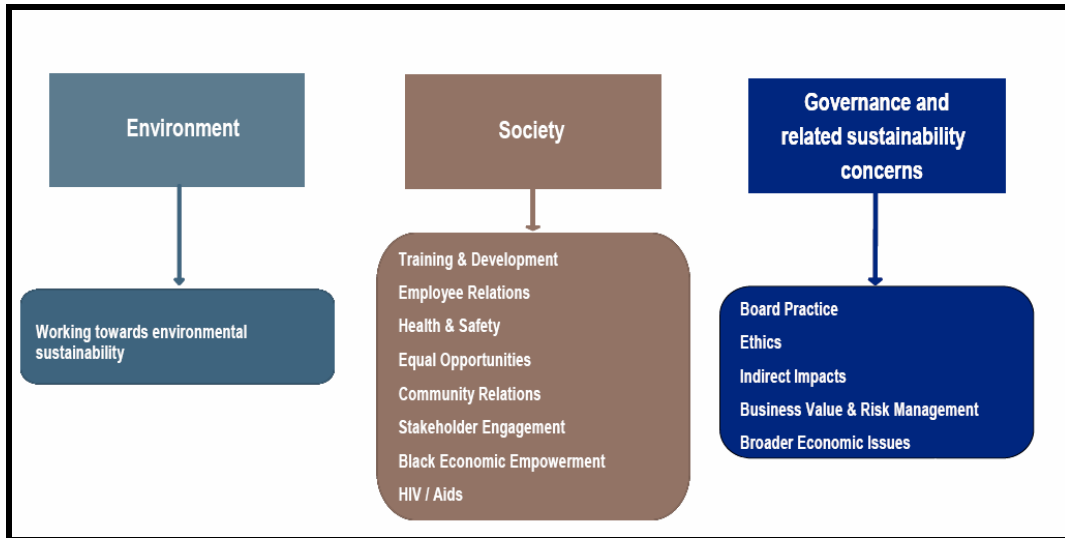 Environment
Working towards environmental
sustainability
Society
Training & Development
Employee Relations
Health & Safety
Equal Opportunities
Community Relations
Stakeholder Engagement
Black Economic Empowerment
HIV / Aids
Governance and
related sustainability
concerns
Board Practice
Ethics
Indirect Impacts
Business Value & Risk Management
Broader Economic Issues